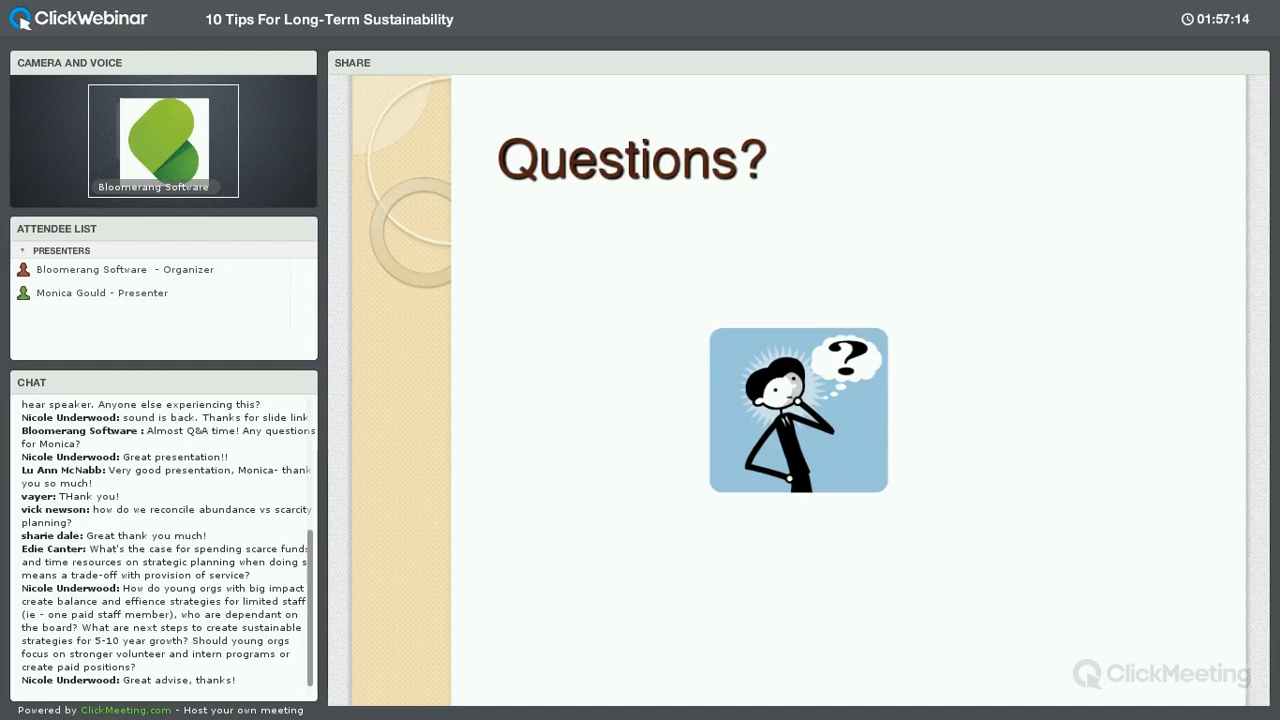 ClickWebinar
10 Tips For Long-Term Sustainability
01:57:14
CAMERA AND VOICE
Bloomerang Software
ATTENDEE LIST
PRESENTERS
Bloomerang Software - Organizer
Monica Gould - Presenter
CHAT
hear speaker. Anyone else experiencing this?
Nicole Underwood: sound is back. Thanks for slide link
Bloomerang Software : Almost Q&A time! Any questions
for Monica?
Nicole Underwood: Great presentation!!
Lu Ann McNabb: Very good presentation, Monica- thank
you so much!
vayer: THank you!
vick newson: how do we reconcile abundance vs scarcity
planning?
sharie dale: Great thank you much!
Edie Canter: What's the case for spending scarce funds
and time resources on strategic planning when doing s
means a trade-off with provision of service?
Nicole Underwood: How do young orgs with big impact
create balance and effience strategies for limited staff
(ie - one paid staff member), who are dependant on
the board? What are next steps to create sustainable
strategies for 5-10 year growth? Should young orgs
focus on stronger volunteer and intern programs or
create paid positions?
Nicole Underwood: Great advise, thanks!
Powered by ClickMeeting.com - Host your own meeting
SHARE
Questions?
?
ClickMeeting